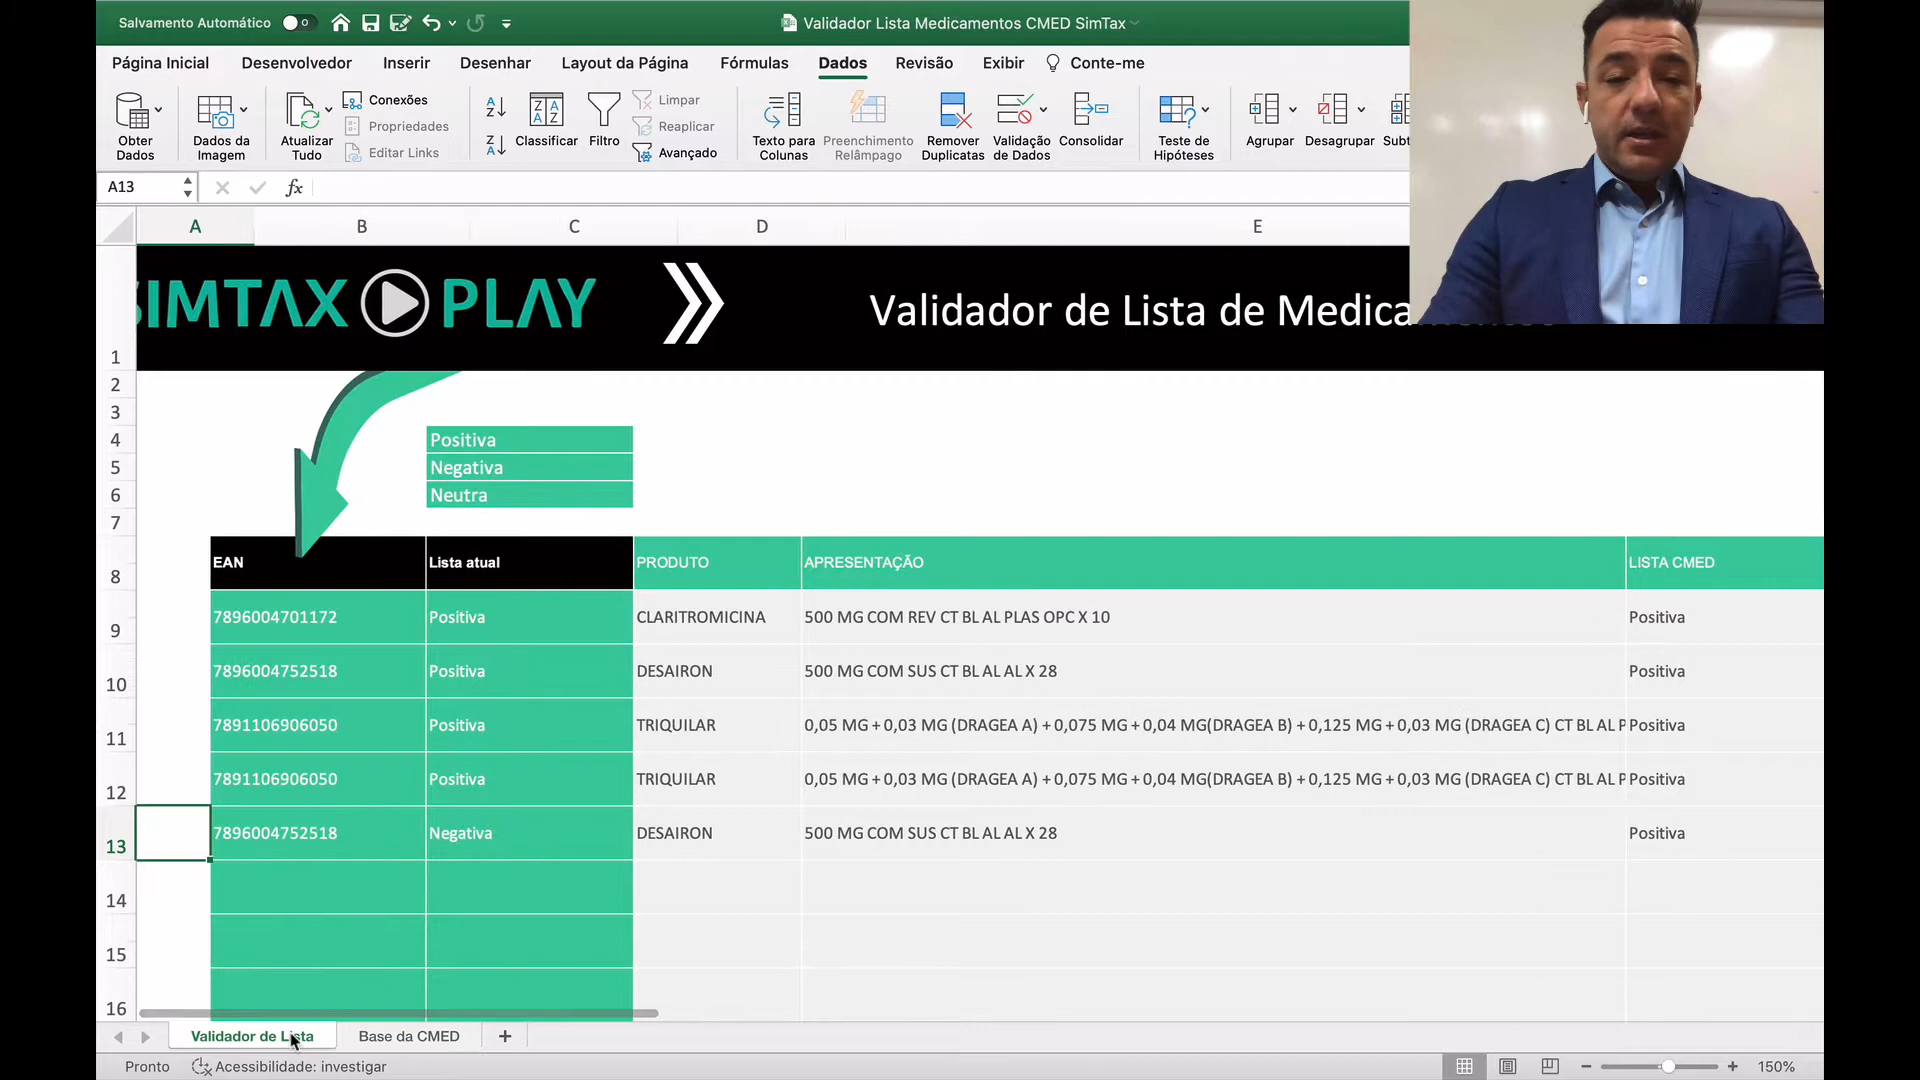 Salvamento Automático
Validador Lista Medicamentos CMED SimTax
Página Inicial Desenvolvedor Inserir Desenhar Layout da Página Fórmulas Dados Revisão Exibir Conte-me
Obter Dados
Dados da Imagem
Atualizar Tudo
Conexões
Propriedades
Editar Links
Classificar
Filtro
Limpar
Reaplicar
Avançado
Texto para Colunas
Preenchimento Relâmpago
Remover Duplicatas
Validação de Dados
Consolidar
Teste de Hipóteses
Agrupar
Desagrupar
A13 fx
A B C D E
SIMTAX PLAY Validador de Lista de Medicamentos
1
2
3
4 Positiva
5 Negativa
6 Neutra
7
8 EAN Lista atual PRODUTO APRESENTAÇÃO LISTA CMED
9 7896004701172 Positiva CLARITROMICINA 500 MG COM REV CT BL AL PLAS OPC X 10 Positiva
10 7896004752518 Positiva DESAIRON 500 MG COM SUS CT BL AL AL X 28 Positiva
11 7891106906050 Positiva TRIQUILAR 0,05 MG + 0,03 MG (DRAGEA A) + 0,075 MG + 0,04 MG(DRAGEA B) + 0,125 MG + 0,03 MG (DRAGEA C) CT BL AL P Positiva
12 7891106906050 Positiva TRIQUILAR 0,05 MG + 0,03 MG (DRAGEA A) + 0,075 MG + 0,04 MG(DRAGEA B) + 0,125 MG + 0,03 MG (DRAGEA C) CT BL AL P Positiva
13 7896004752518 Negativa DESAIRON 500 MG COM SUS CT BL AL AL X 28 Positiva
14
15
16
Validador de Lista Base da CMED +
Pronto Acessibilidade: investigar 150%